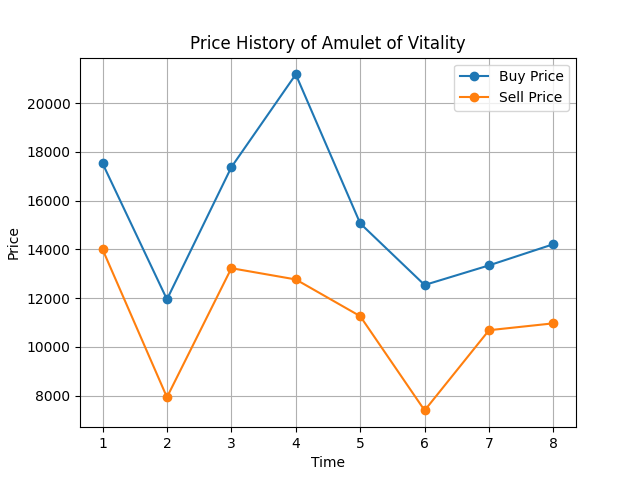 Price History of Amulet of Vitality
Buy Price
Sell Price
Price
20000
18000
16000
14000
12000
10000
8000
1 2 3 4 5 6 7 8
Time